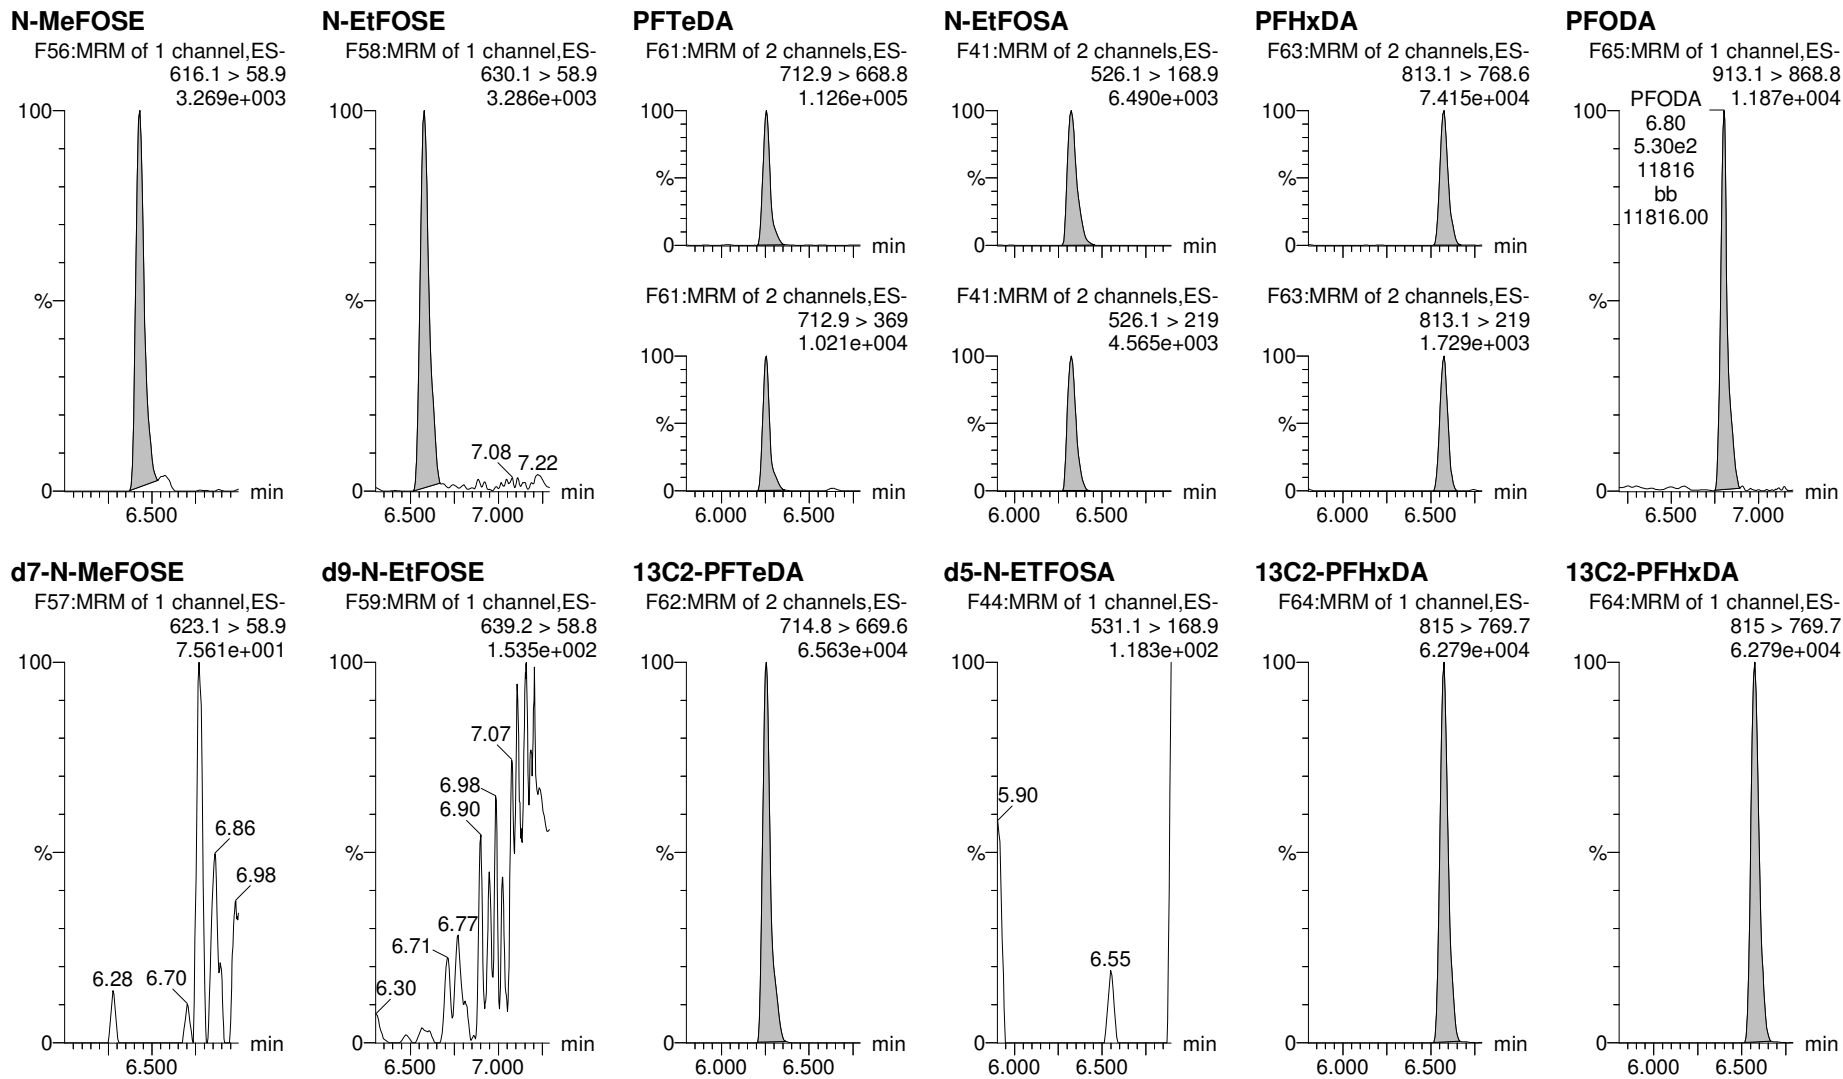 N-MeFOSE
F56:MRM of 1 channel,ES-
616.1 > 58.9
3.269e+003
100
%
0
min
6.500
N-EtFOSE
F58:MRM of 1 channel,ES-
630.1 > 58.9
3.286e+003
100
%
7.08
7.22
0
min
6.500 7.000
PFTeDA
F61:MRM of 2 channels,ES-
712.9 > 668.8
1.126e+005
100
%
0
min
F61:MRM of 2 channels,ES-
712.9 > 369
1.021e+004
100
%
0
min
6.000 6.500
N-EtFOSA
F41:MRM of 2 channels,ES-
526.1 > 168.9
6.490e+003
100
%
0
min
F41:MRM of 2 channels,ES-
526.1 > 219
4.565e+003
100
%
0
min
6.000 6.500
PFHxDA
F63:MRM of 2 channels,ES-
813.1 > 768.6
7.415e+004
100
%
0
min
F63:MRM of 2 channels,ES-
813.1 > 219
1.729e+003
100
%
0
min
6.000 6.500
PFODA
F65:MRM of 1 channel,ES-
913.1 > 868.8
1.187e+004
100
PFODA
6.80
5.30e2
11816
bb
11816.00
%
0
min
6.500 7.000
d7-N-MeFOSE
F57:MRM of 1 channel,ES-
623.1 > 58.9
7.561e+001
100
%
6.86
6.98
6.28
6.70
0
min
6.500
d9-N-EtFOSE
F59:MRM of 1 channel,ES-
639.2 > 58.8
1.535e+002
100
7.07
6.98
6.90
%
6.77
6.71
6.30
0
min
6.500 7.000
13C2-PFTeDA
F62:MRM of 2 channels,ES-
714.8 > 669.6
6.563e+004
100
%
0
min
6.000 6.500
d5-N-ETFOSA
F44:MRM of 1 channel,ES-
531.1 > 168.9
1.183e+002
100
5.90
%
6.55
0
min
6.000 6.500
13C2-PFHxDA
F64:MRM of 1 channel,ES-
815 > 769.7
6.279e+004
100
%
0
min
6.000 6.500
13C2-PFHxDA
F64:MRM of 1 channel,ES-
815 > 769.7
6.279e+004
100
%
0
min
6.000 6.500